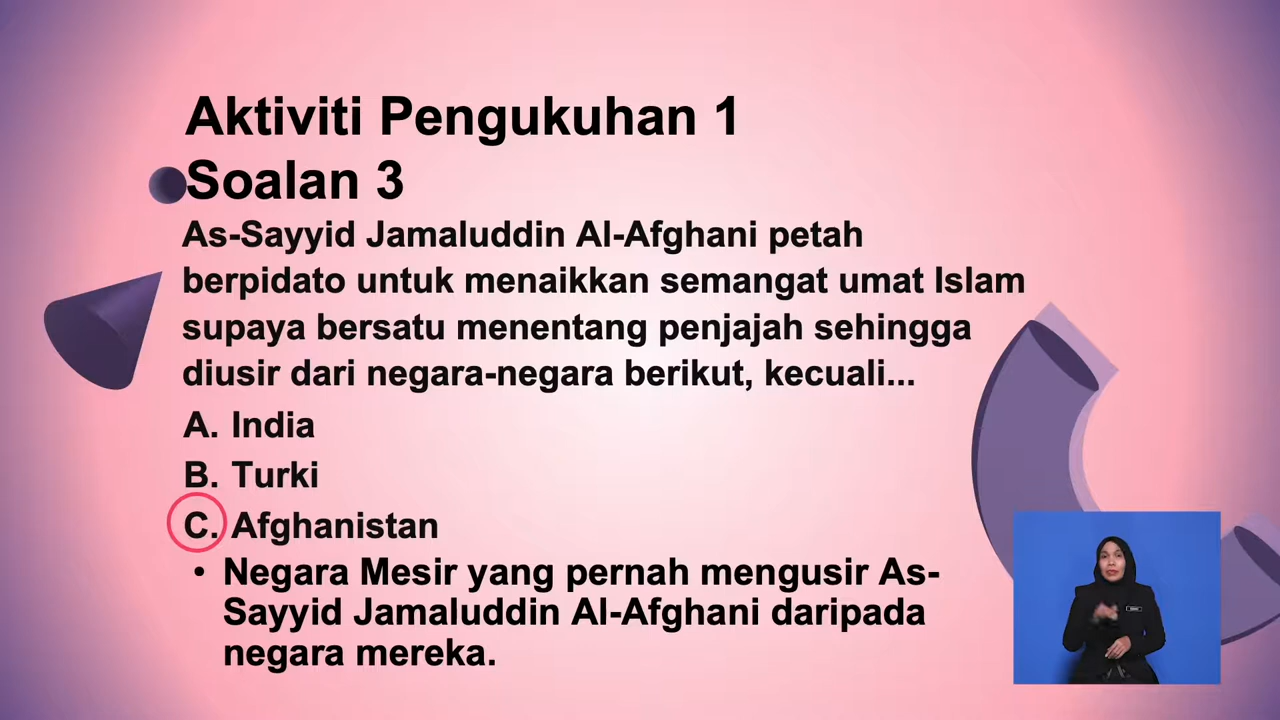 Aktiviti Pengukuhan 1
Soalan 3
As-Sayyid Jamaluddin Al-Afghani petah
berpidato untuk menaikkan semangat umat Islam
supaya bersatu menentang penjajah sehingga
diusir dari negara-negara berikut, kecuali...
A. India
B. Turki
C. Afghanistan
• Negara Mesir yang pernah mengusir As-
Sayyid Jamaluddin Al-Afghani daripada
negara mereka.